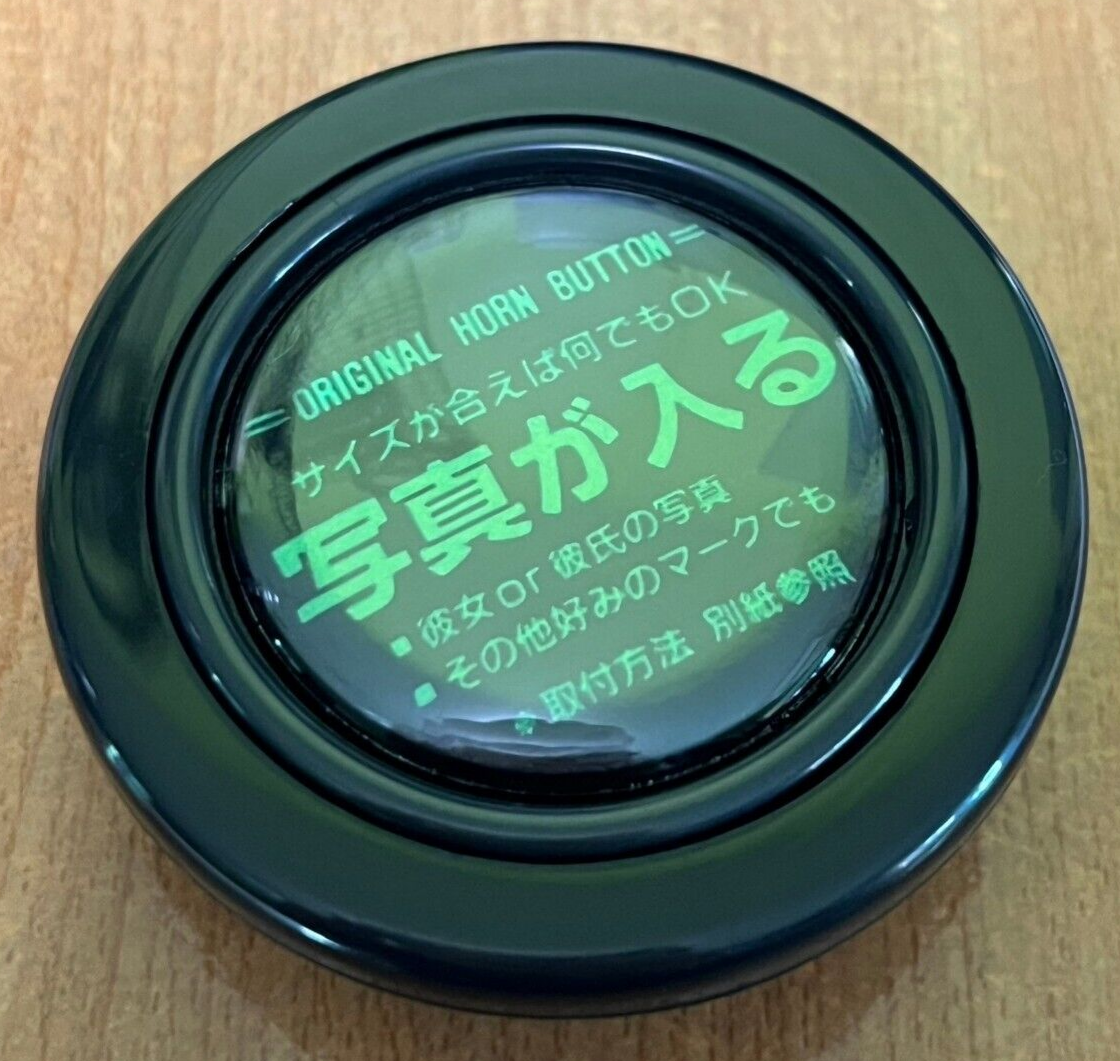 = ORIGINAL HORN BUTTON =
サイズが合えば何でもOK
写真が入る
■ 彼女or彼氏の写真
■ その他好みのマークでも
◆ 取付方法 別紙参照